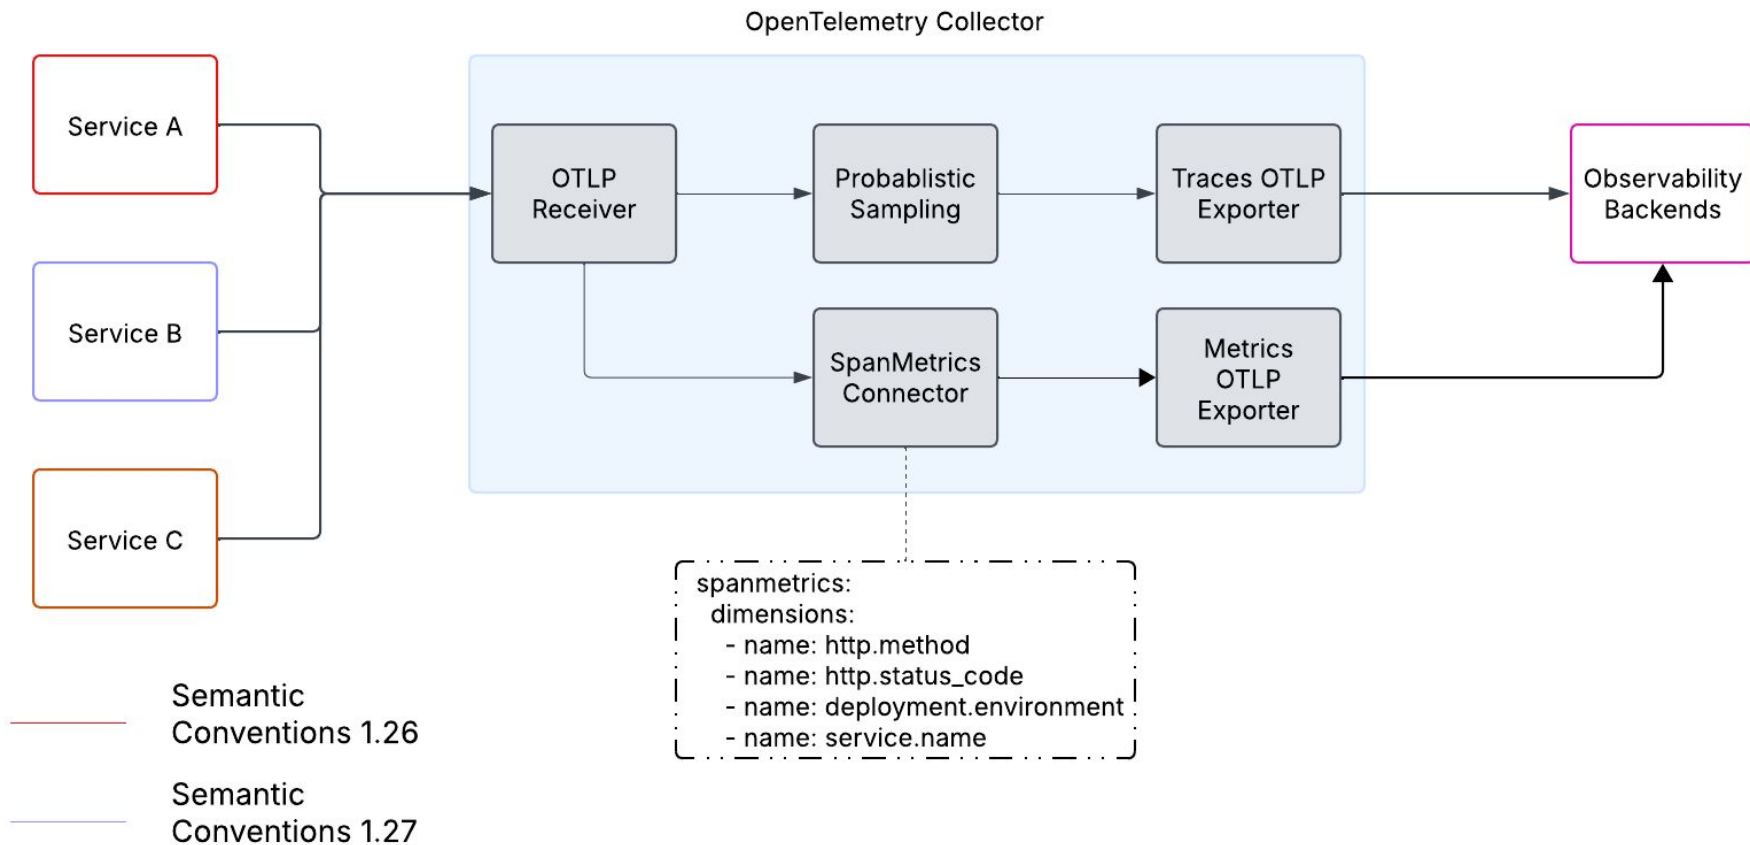 OpenTelemetry Collector
Service A
Service B
Service C
OTLP
Receiver
Probablistic
Sampling
Traces OTLP
Exporter
Observability
Backends
SpanMetrics
Connector
Metrics
OTLP
Exporter
spanmetrics:
dimensions:
- name: http.method
- name: http.status_code
- name: deployment.environment
- name: service.name
Semantic
Conventions 1.26
Semantic
Conventions 1.27